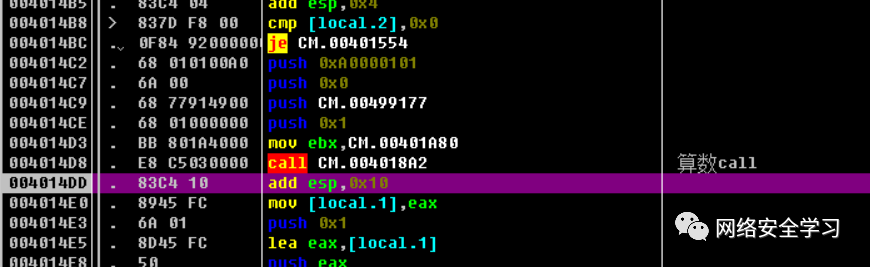 004014B5 . 83C4 04 add esp,0x4
004014B8 > 837D F8 00 cmp [local.2],0x0
004014BC . 0F84 92000000 je CM.00401554
004014C2 . 68 010100A0 push 0xA0000101
004014C7 . 6A 00 push 0x0
004014C9 . 68 77914900 push CM.00499177
004014CE . 68 01000000 push 0x1
004014D3 . BB 801A4000 mov ebx,CM.00401A80
004014D8 . E8 C5030000 call CM.004018A2 算数call
004014DD . 83C4 10 add esp,0x10
004014E0 . 8945 FC mov [local.1],eax
004014E3 . 6A 01 push 0x1
004014E5 . 8D45 FC lea eax,[local.1]
004014E8 . 50 push eax
网络安全学习